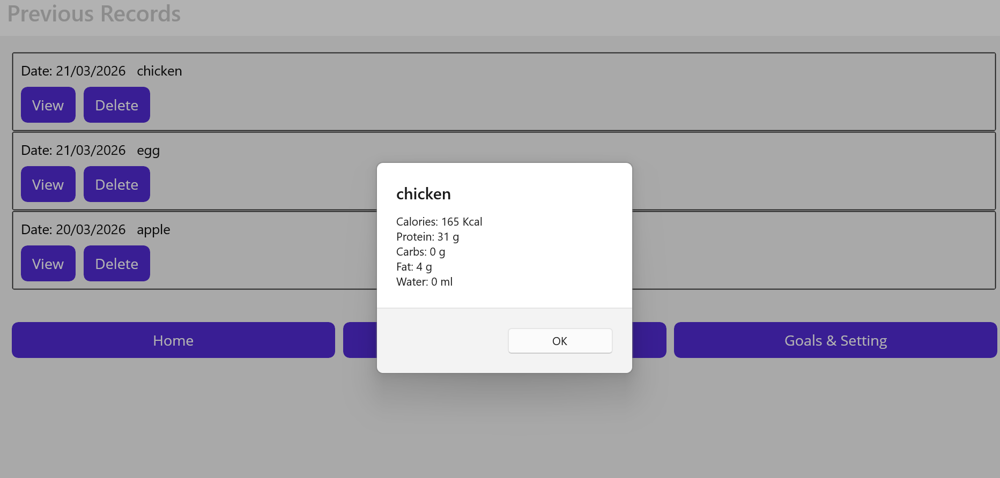 Previous Records
Date: 21/03/2026 chicken
View Delete
Date: 21/03/2026 egg
View Delete
Date: 20/03/2026 apple
View Delete
chicken
Calories: 165 Kcal
Protein: 31 g
Carbs: 0 g
Fat: 4 g
Water: 0 ml
OK
Home
Goals & Setting